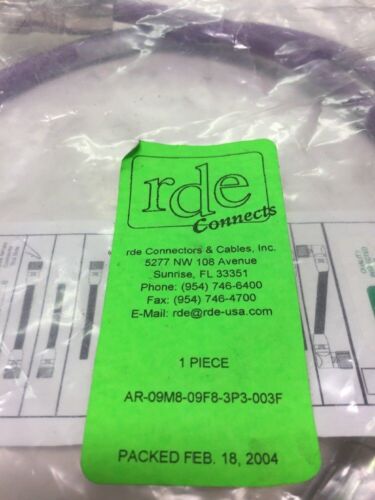 rde
Connects
rde Connectors & Cables, Inc.
5277 NW 108 Avenue
Sunrise, FL 33351
Phone: (954) 746-6400
Fax: (954) 746-4700
E-Mail: rde@rde-usa.com
1 PIECE
AR-09M8-09F8-3P3-003F
PACKED FEB. 18, 2004